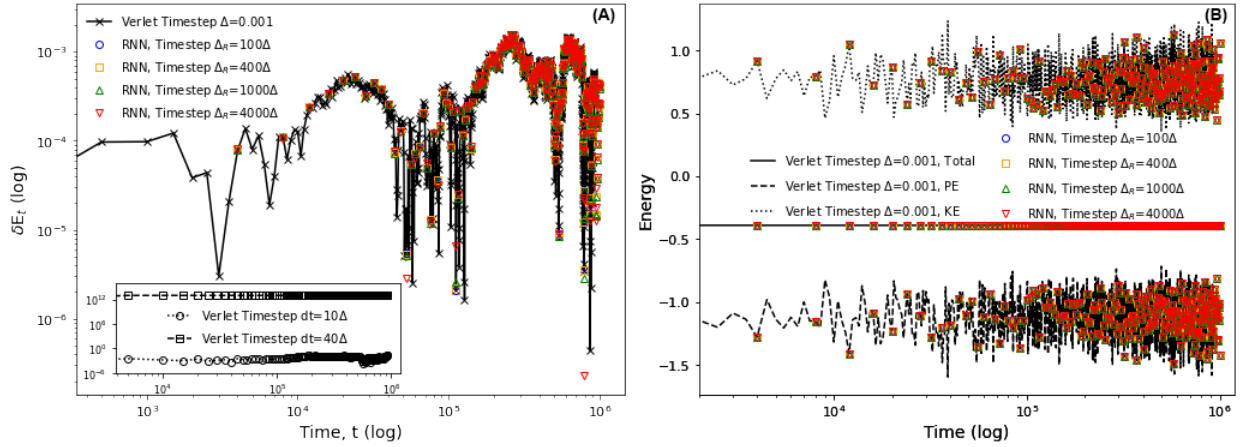 (A)
Verlet Timestep Δ=0.001
RNN, Timestep Δ_R=100Δ
RNN, Timestep Δ_R=400Δ
RNN, Timestep Δ_R=1000Δ
RNN, Timestep Δ_R=4000Δ
δE_t (log)
10^-3
10^-4
10^-5
10^-6
10^12
10^4
10^0
10^-4
Verlet Timestep dt=10Δ
Verlet Timestep dt=40Δ
10^4
10^5
10^6
10^3
10^4
10^5
10^6
Time, t (log)
(B)
Energy
1.0
0.5
0.0
−0.5
−1.0
−1.5
Verlet Timestep Δ=0.001, Total
Verlet Timestep Δ=0.001, PE
Verlet Timestep Δ=0.001, KE
RNN, Timestep Δ_R=100Δ
RNN, Timestep Δ_R=400Δ
RNN, Timestep Δ_R=1000Δ
RNN, Timestep Δ_R=4000Δ
10^4
10^5
10^6
Time (log)